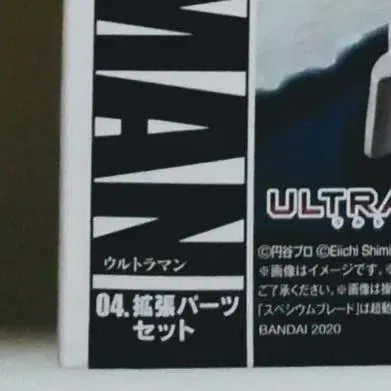 MAN
ウルトラマン
04.拡張パーツ
セット
ULTRA
©円谷プロ ©Eiichi Shimi
※画像はイメージです。※
ご了承ください。※画像は複
「スペシウムブレード」は超動
BANDAI 2020